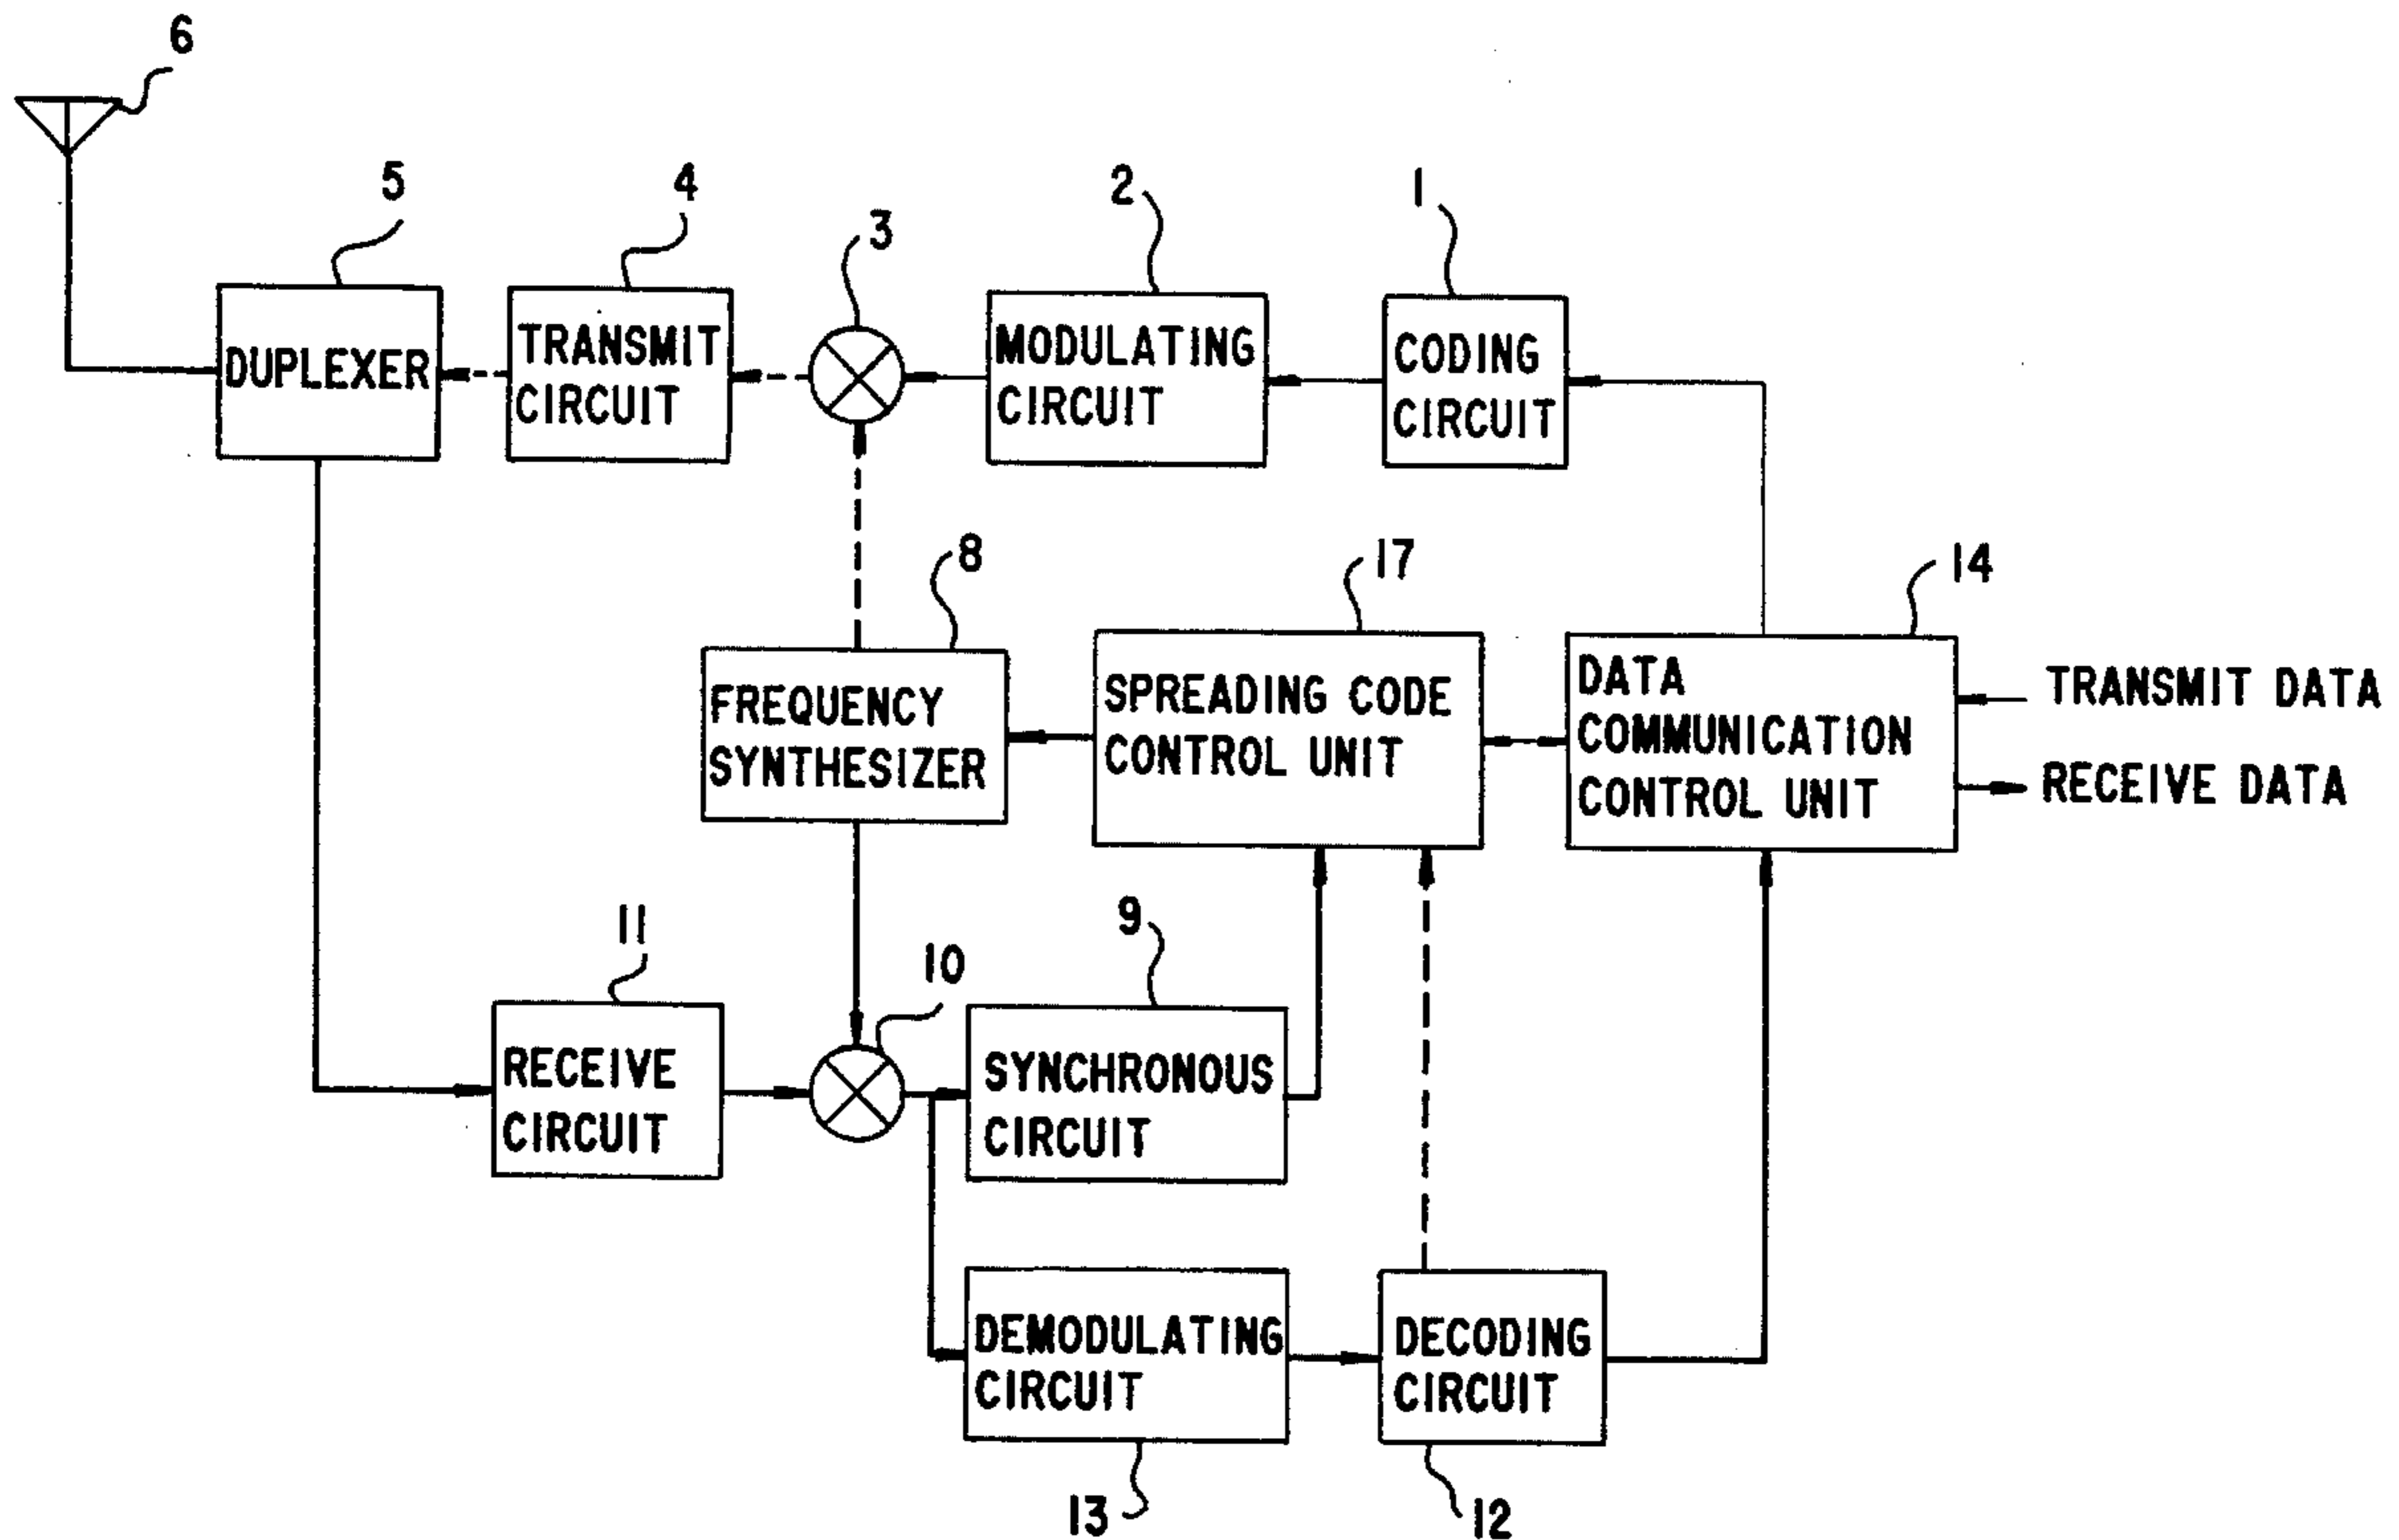 6
5
4
3
2
1
DUPLEXER
TRANSMIT
CIRCUIT
MODULATING
CIRCUIT
CODING
CIRCUIT
8
17
14
FREQUENCY
SYNTHESIZER
SPREADING CODE
CONTROL UNIT
DATA
COMMUNICATION
CONTROL UNIT
TRANSMIT DATA
RECEIVE DATA
11
10
9
RECEIVE
CIRCUIT
SYNCHRONOUS
CIRCUIT
DEMODULATING
CIRCUIT
DECODING
CIRCUIT
13
12